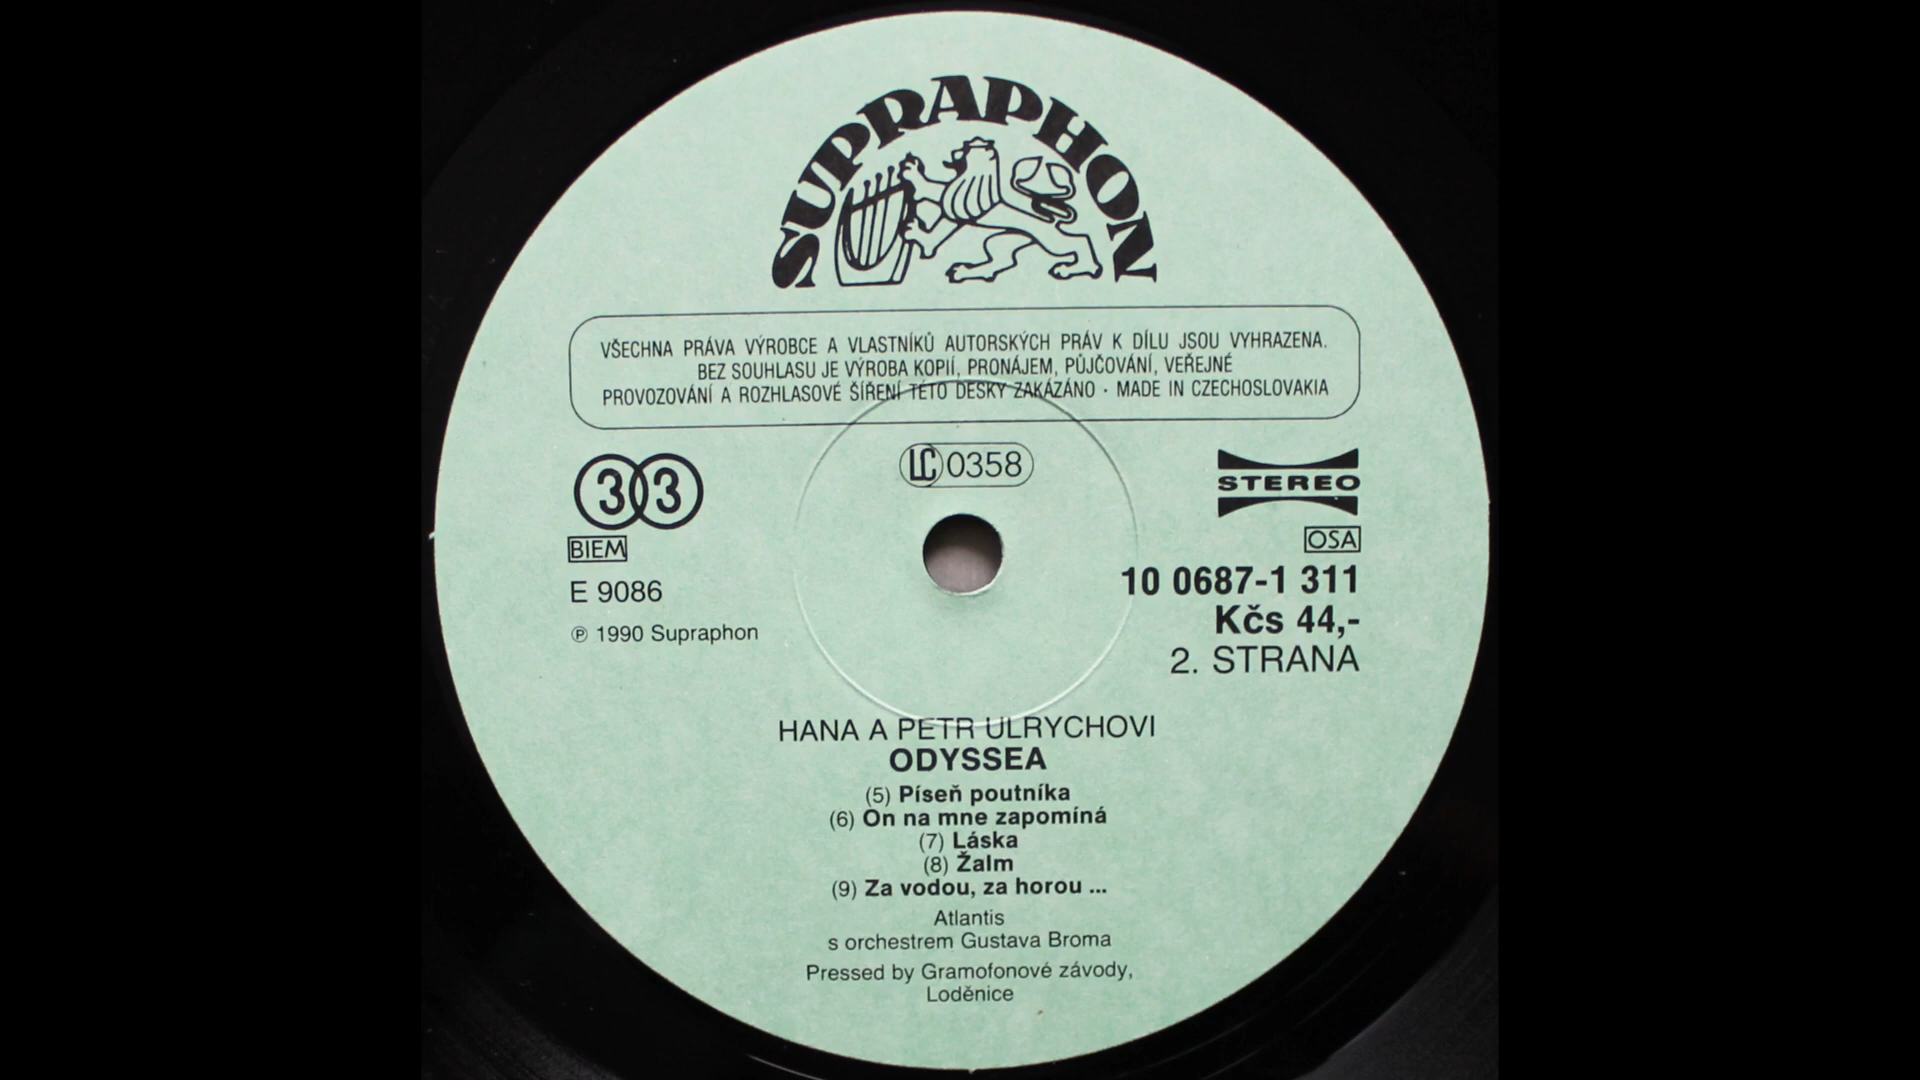 SUPRAPHON
VŠECHNA PRÁVA VÝROBCE A VLASTNÍKŮ AUTORSKÝCH PRÁV K DÍLU JSOU VYHRAZENA.
BEZ SOUHLASU JE VÝROBA KOPIÍ, PRONÁJEM, PŮJČOVÁNÍ, VEŘEJNÉ
PROVOZOVÁNÍ A ROZHLASOVÉ ŠÍŘENÍ TÉTO DESKY ZAKÁZÁNO · MADE IN CZECHOSLOVAKIA
33
LC 0358
STEREO
BIEM
OSA
E 9086
10 0687-1 311
Kčs 44,-
℗ 1990 Supraphon
2. STRANA
HANA A PETR ULRYCHOVI
ODYSSEA
(5) Píseň poutníka
(6) On na mne zapomíná
(7) Láska
(8) Žalm
(9) Za vodou, za horou ...
Atlantis
s orchestrem Gustava Broma
Pressed by Gramofonové závody,
Loděnice